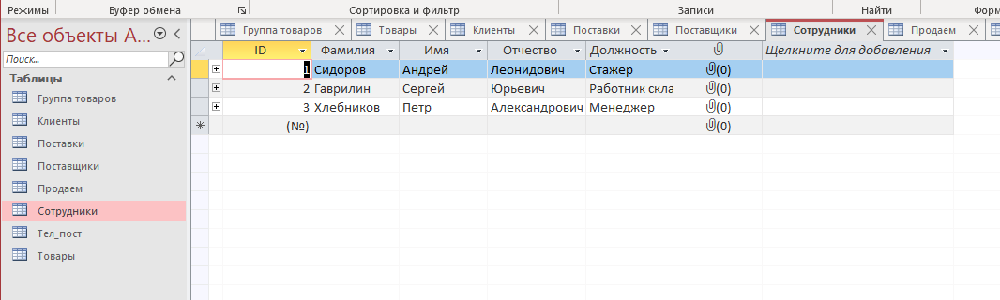 Режимы Буфер обмена Сортировка и фильтр Записи Найти Форм
Все объекты A...
Поиск...
Таблицы
Группа товаров
Клиенты
Поставки
Поставщики
Продаем
Сотрудники
Тел_пост
Товары
Группа товаров Товары Клиенты Поставки Поставщики Сотрудники Продаем
ID Фамилия Имя Отчество Должность Щелкните для добавления
1 Сидоров Андрей Леонидович Стажер (0)
2 Гаврилин Сергей Юрьевич Работник скла (0)
3 Хлебников Петр Александрович Менеджер (0)
(№) (0)